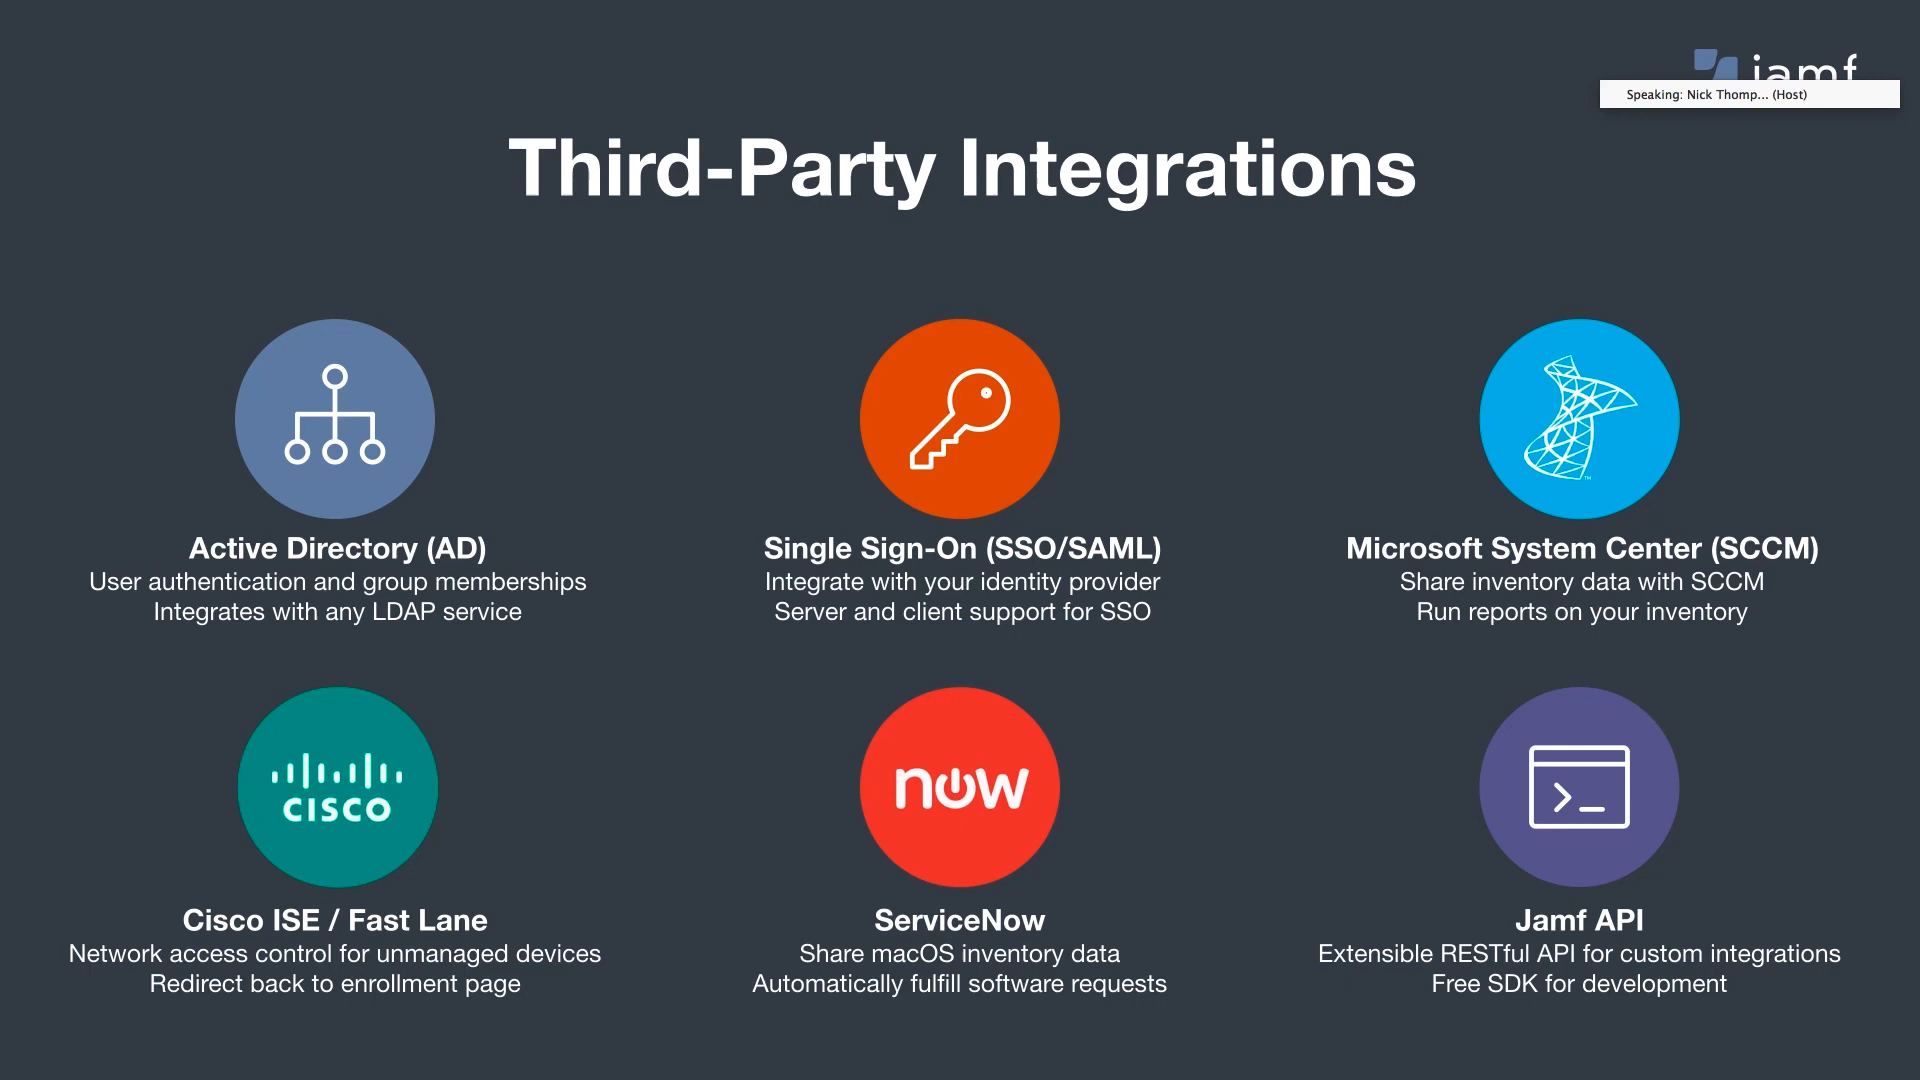 jamf
Speaking: Nick Thomp... (Host)
Third-Party Integrations
Active Directory (AD)
User authentication and group memberships
Integrates with any LDAP service
Single Sign-On (SSO/SAML)
Integrate with your identity provider
Server and client support for SSO
TM
Microsoft System Center (SCCM)
Share inventory data with SCCM
Run reports on your inventory
CISCO
Cisco ISE / Fast Lane
Network access control for unmanaged devices
Redirect back to enrollment page
now
ServiceNow
Share macOS inventory data
Automatically fulfill software requests
>_
Jamf API
Extensible RESTful API for custom integrations
Free SDK for development